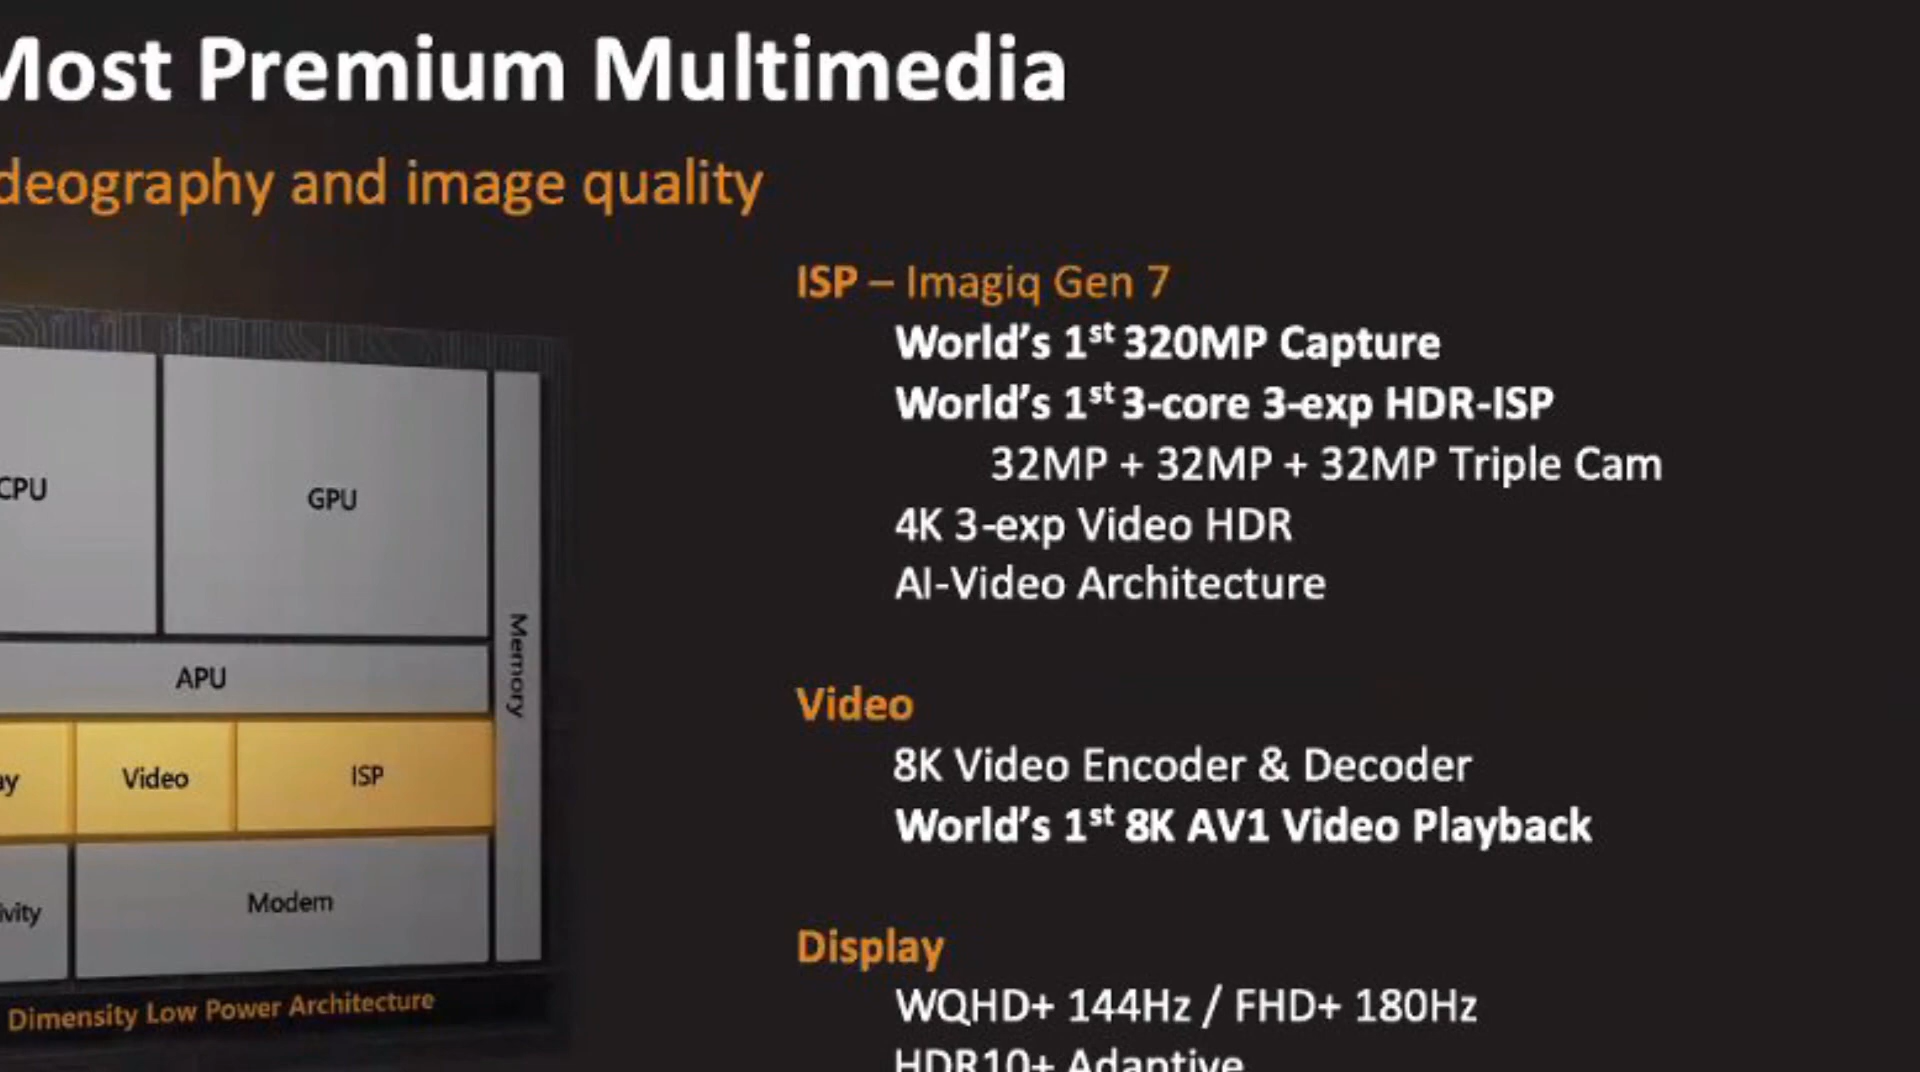 Most Premium Multimedia
deography and image quality
ISP – Imagiq Gen 7
World's 1st 320MP Capture
World's 1st 3-core 3-exp HDR-ISP
32MP + 32MP + 32MP Triple Cam
4K 3-exp Video HDR
AI-Video Architecture
Video
8K Video Encoder & Decoder
World's 1st 8K AV1 Video Playback
Display
WQHD+ 144Hz / FHD+ 180Hz
HDR10+ Adaptive
CPU
GPU
Memory
APU
ay
Video
ISP
ivity
Modem
Dimensity Low Power Architecture